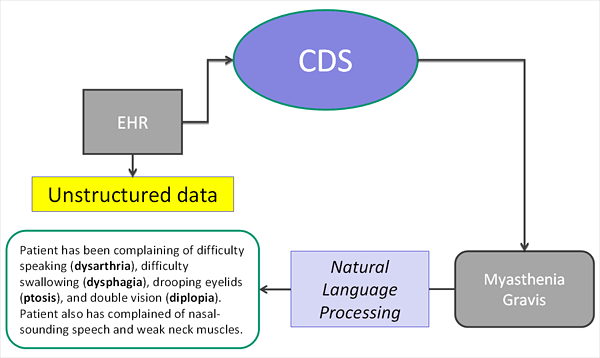 CDS
EHR
Unstructured data
Patient has been complaining of difficulty
speaking (dysarthria), difficulty
swallowing (dysphagia), drooping eyelids
(ptosis), and double vision (diplopia).
Patient also has complained of nasal-
sounding speech and weak neck muscles.
Natural
Language
Processing
Myasthenia
Gravis